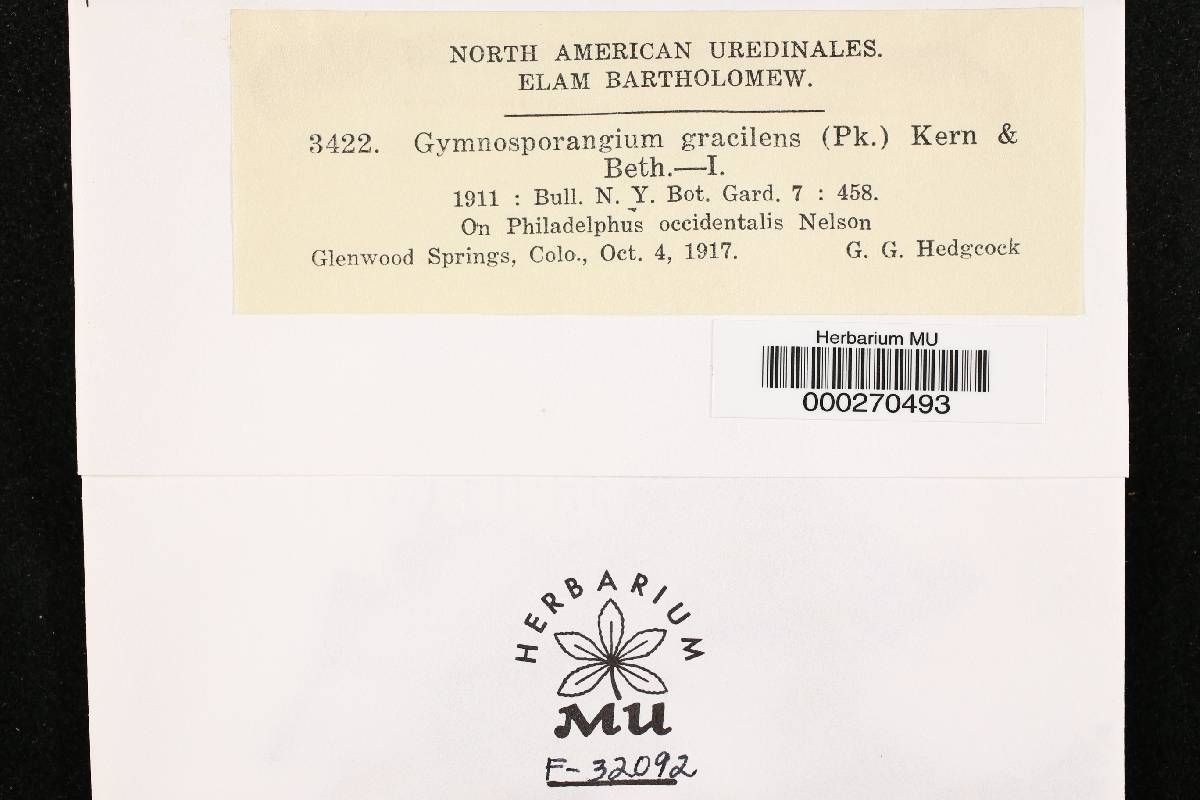 NORTH AMERICAN UREDINALES.
ELAM BARTHOLOMEW.
3422. Gymnosporangium gracilens (Pk.) Kern &
Beth.—I.
1911 : Bull. N. Y. Bot. Gard. 7 : 458.
On Philadelphus occidentalis Nelson
Glenwood Springs, Colo., Oct. 4, 1917. G. G. Hedgcock
Herbarium MU
000270493
HERBARIUM
MU
F-32092